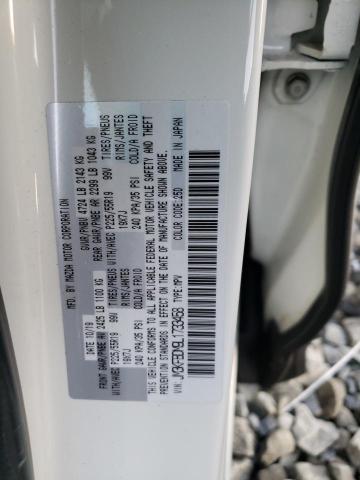 MFD. BY MAZDA MOTOR CORPORATION
10/19 GVWR/PNBV 4724 LB 2143 KG
FRONT GAWR/PNBE AV 2425 LB 1100 KG REAR GAWR/PNBE AR 2299 LB 1043 KG
WITH/AVEC P225/55R19 99V TIRES/PNEUS WITH/AVEC P225/55R19 99V TIRES/PNEUS
19X7J RIMS/JANTES 19X7J RIMS/JANTES
240 KPA/35 PSI COLD/A FROID 240 KPA/35 PSI COLD/A FROID
THIS VEHICLE CONFORMS TO ALL APPLICABLE FEDERAL MOTOR VEHICLE SAFETY AND THEFT
PREVENTION STANDARDS IN EFFECT ON THE DATE OF MANUFACTURE SHOWN ABOVE.
VIN: TYPE: MPV COLOR CODE: 25D MADE IN JAPAN